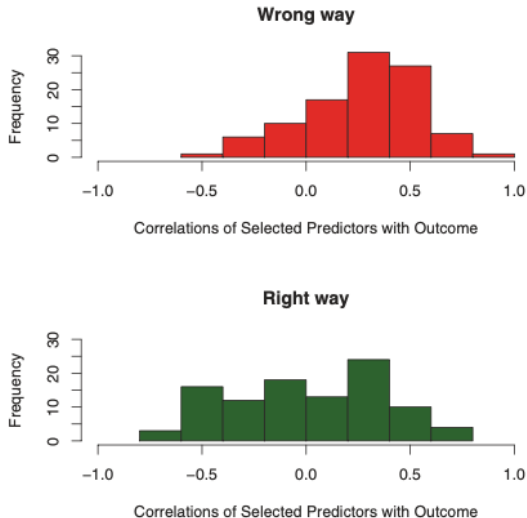 Wrong way
Frequency
30
10
0
−1.0 −0.5 0.0 0.5 1.0
Correlations of Selected Predictors with Outcome
Right way
Frequency
30
10
0
−1.0 −0.5 0.0 0.5 1.0
Correlations of Selected Predictors with Outcome